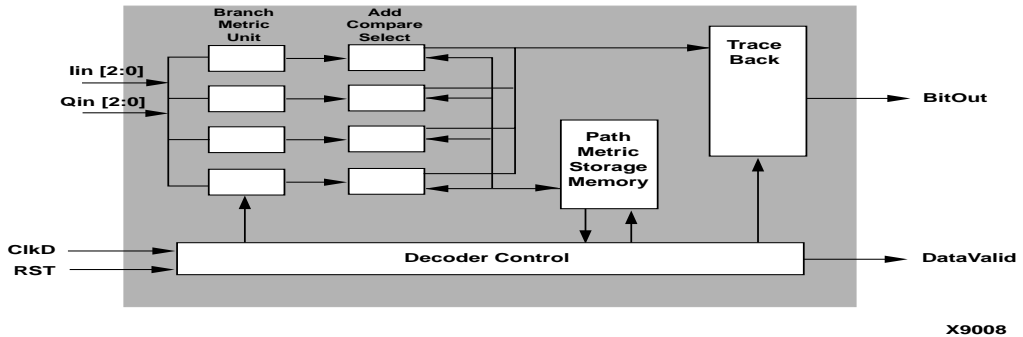 Branch
Metric
Unit
Add
Compare
Select
Trace
Back
Iin [2:0]
Qin [2:0]
BitOut
Path
Metric
Storage
Memory
ClkD
RST
Decoder Control
DataValid
X9008